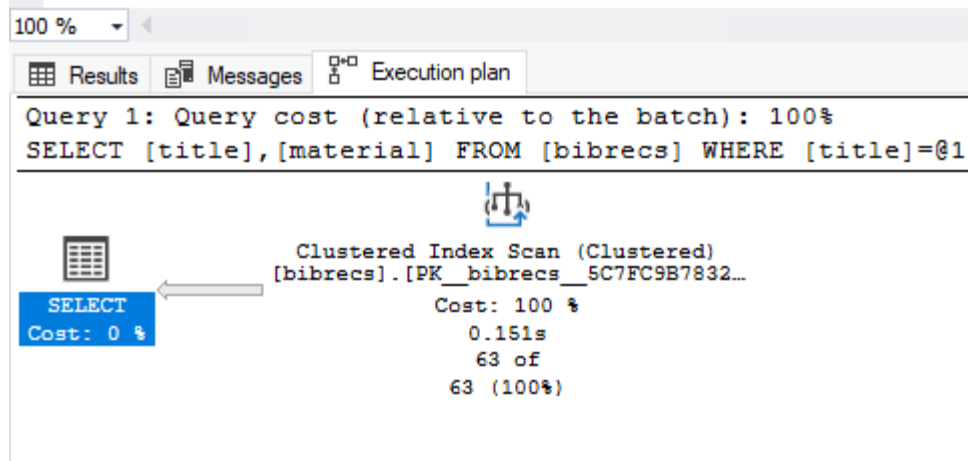 100 %
Results Messages Execution plan
Query 1: Query cost (relative to the batch): 100%
SELECT [title],[material] FROM [bibrecs] WHERE [title]=@1
Clustered Index Scan (Clustered)
[bibrecs].[PK__bibrecs__5C7FC9B7832…
Cost: 100 %
0.151s
63 of
63 (100%)
SELECT
Cost: 0 %